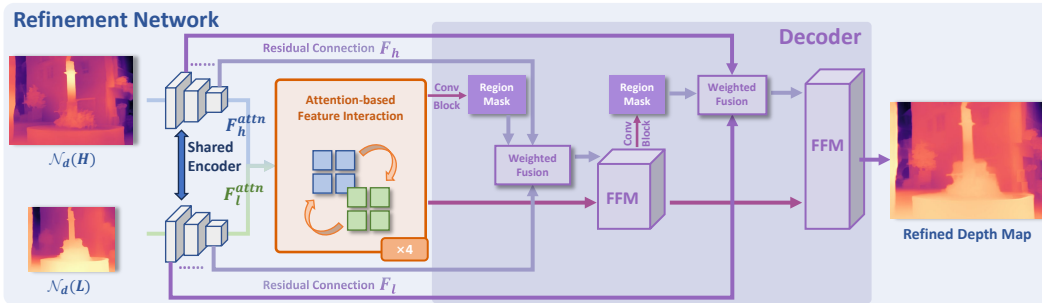 Refinement Network
Residual Connection F_h
Decoder
N_d(H)
Shared
Encoder
F_h^attn
F_l^attn
Attention-based
Feature Interaction
×4
Conv
Block
Region
Mask
Weighted
Fusion
FFM
Conv
Block
Region
Mask
Weighted
Fusion
FFM
Refined Depth Map
N_d(L)
Residual Connection F_l